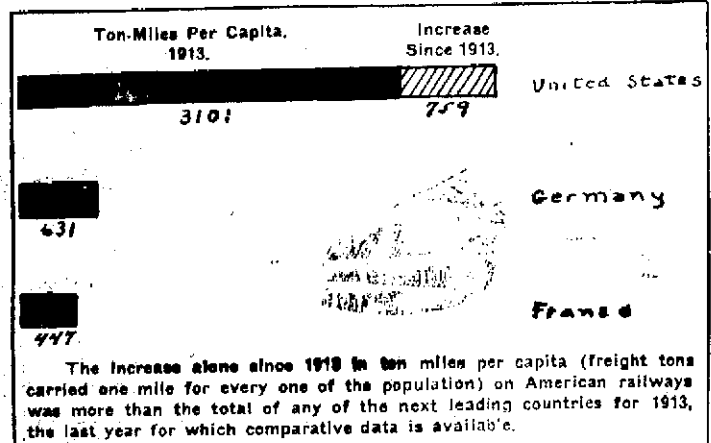 Ton-Miles Per Capita, 1913.
Increase Since 1913.
United States
3101
759
Germany
631
France
447
The increase alone since 1913 in ton miles per capita (freight tons
carried one mile for every one of the population) on American railways
was more than the total of any of the next leading countries for 1913,
the last year for which comparative data is available.